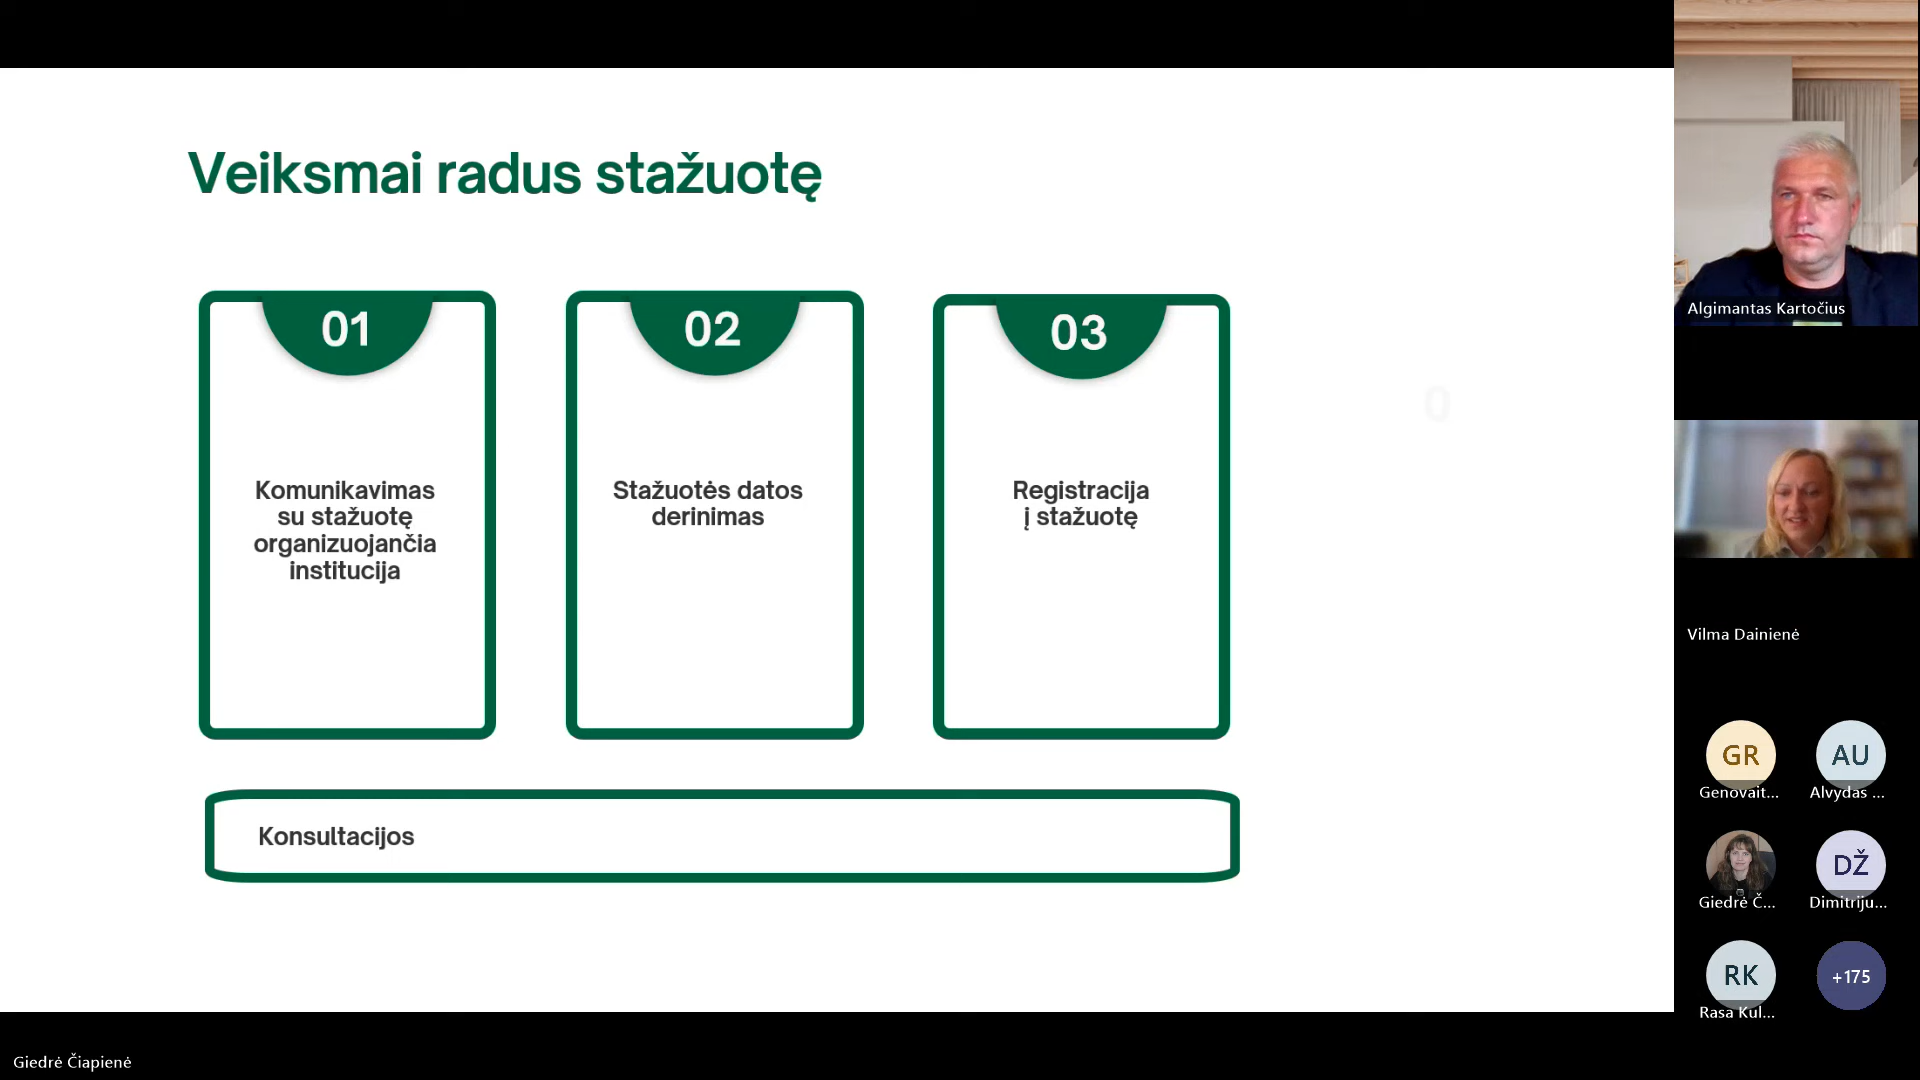 Veiksmai radus stažuotę
01
Komunikavimas
su stažuotę
organizuojančia
institucija
02
Stažuotės datos
derinimas
03
Registracija
į stažuotę
0
Konsultacijos
Algimantas Kartočius
Vilma Dainienė
GR
Genovait...
AU
Alvydas ...
Giedrė Č...
DŽ
Dimitriju...
RK
Rasa Kul...
+175
Giedrė Čiapienė